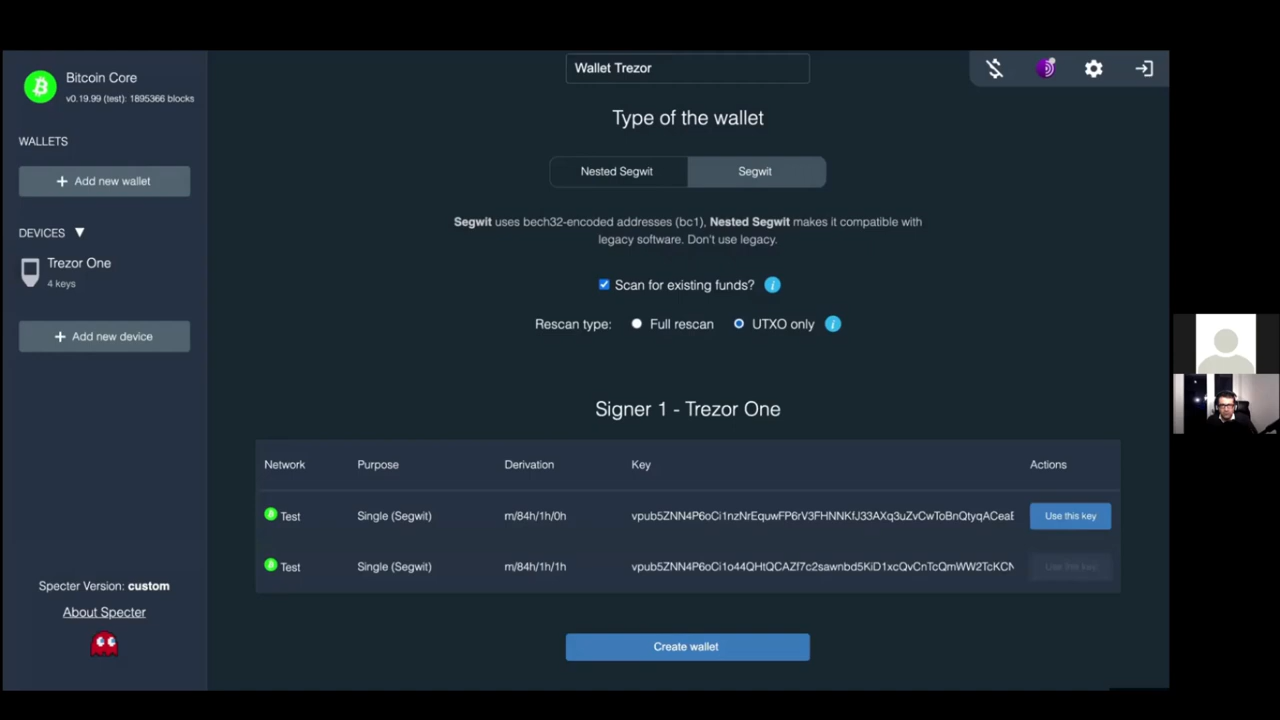 Bitcoin Core
v0.19.99 (test): 1895366 blocks
WALLETS
+ Add new wallet
DEVICES ▼
Trezor One
4 keys
+ Add new device
Specter Version: custom
About Specter
Wallet Trezor
Type of the wallet
Nested Segwit
Segwit
Segwit uses bech32-encoded addresses (bc1), Nested Segwit makes it compatible with
legacy software. Don't use legacy.
Scan for existing funds? i
Rescan type: Full rescan UTXO only i
Signer 1 - Trezor One
Network Purpose Derivation Key Actions
Test Single (Segwit) m/84h/1h/0h Use this key
Test Single (Segwit) m/84h/1h/1h Use this key
Create wallet